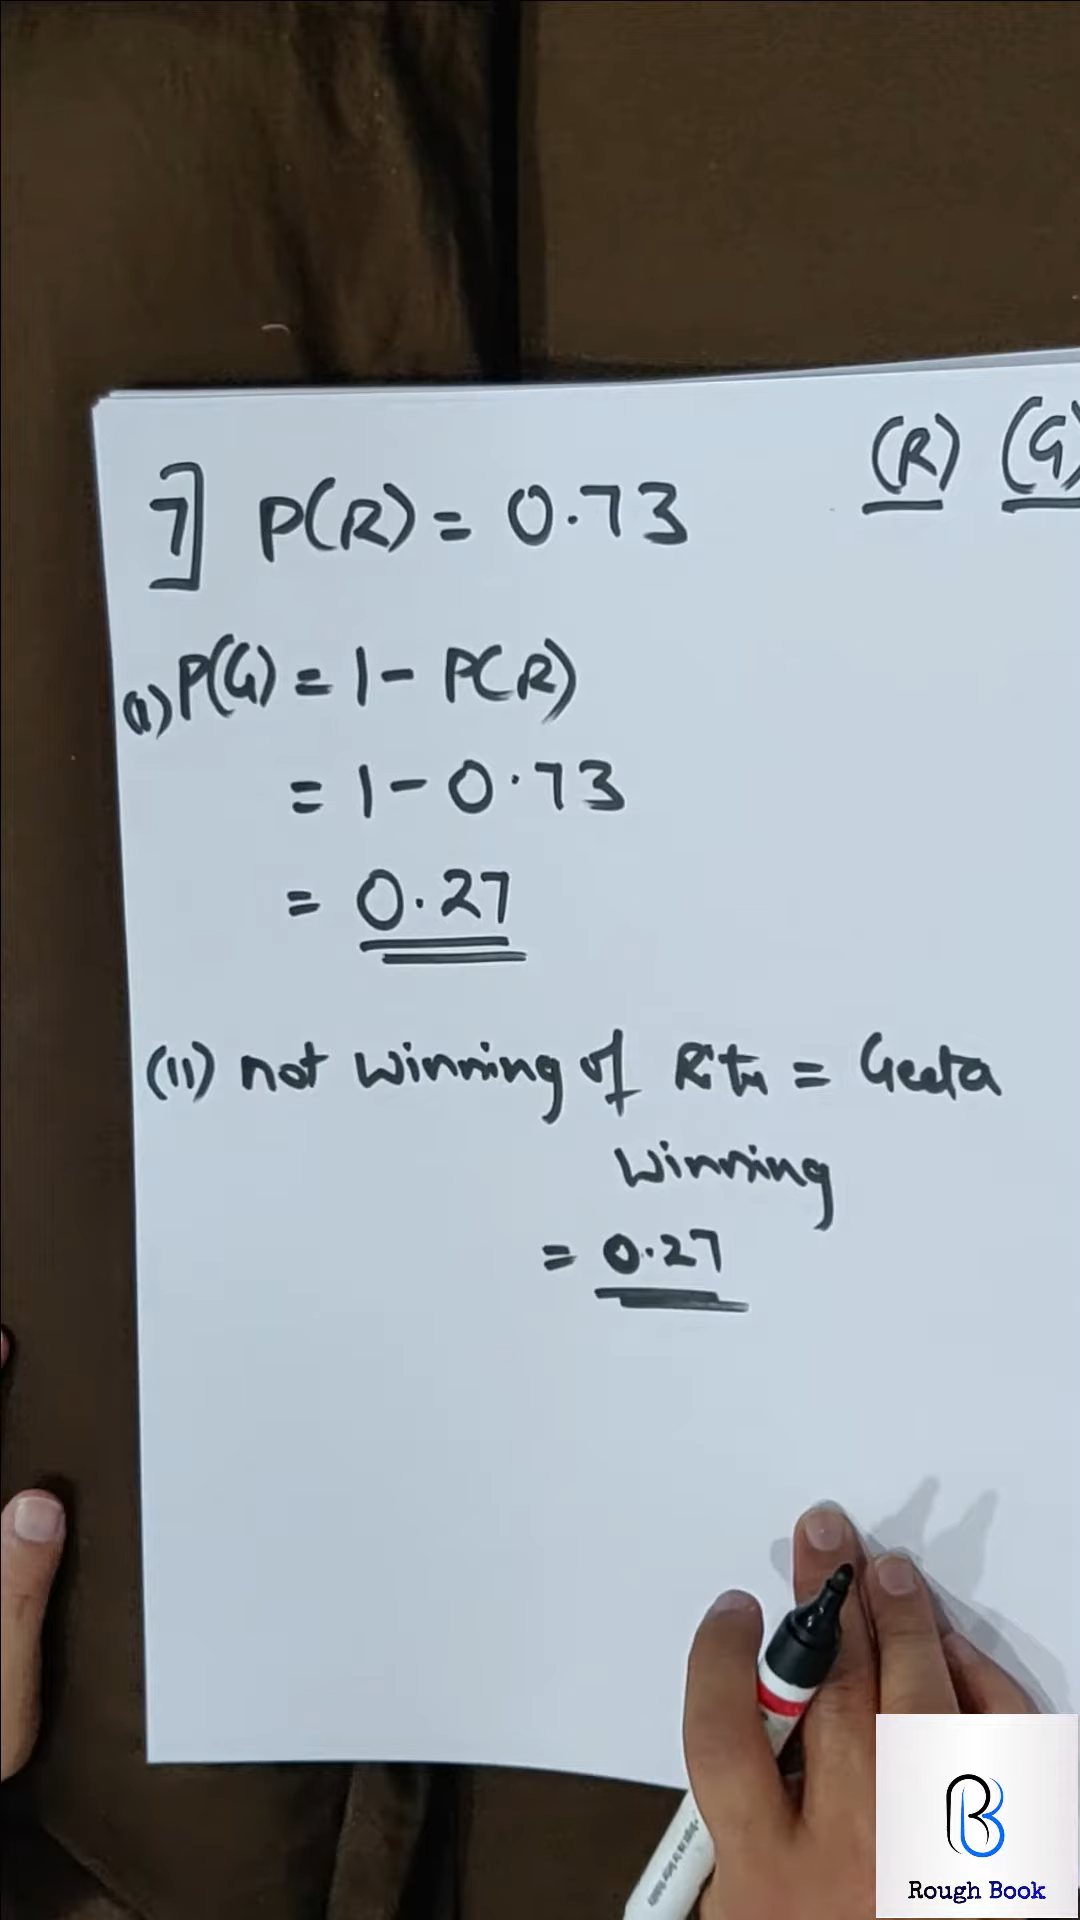 (R) (G)
7] P(R) = 0.73
a) P(G) = 1 - P(R)
= 1 - 0.73
= 0.27
(ii) not winning of Ritu = Geeta
winning
= 0.27
Rough Book